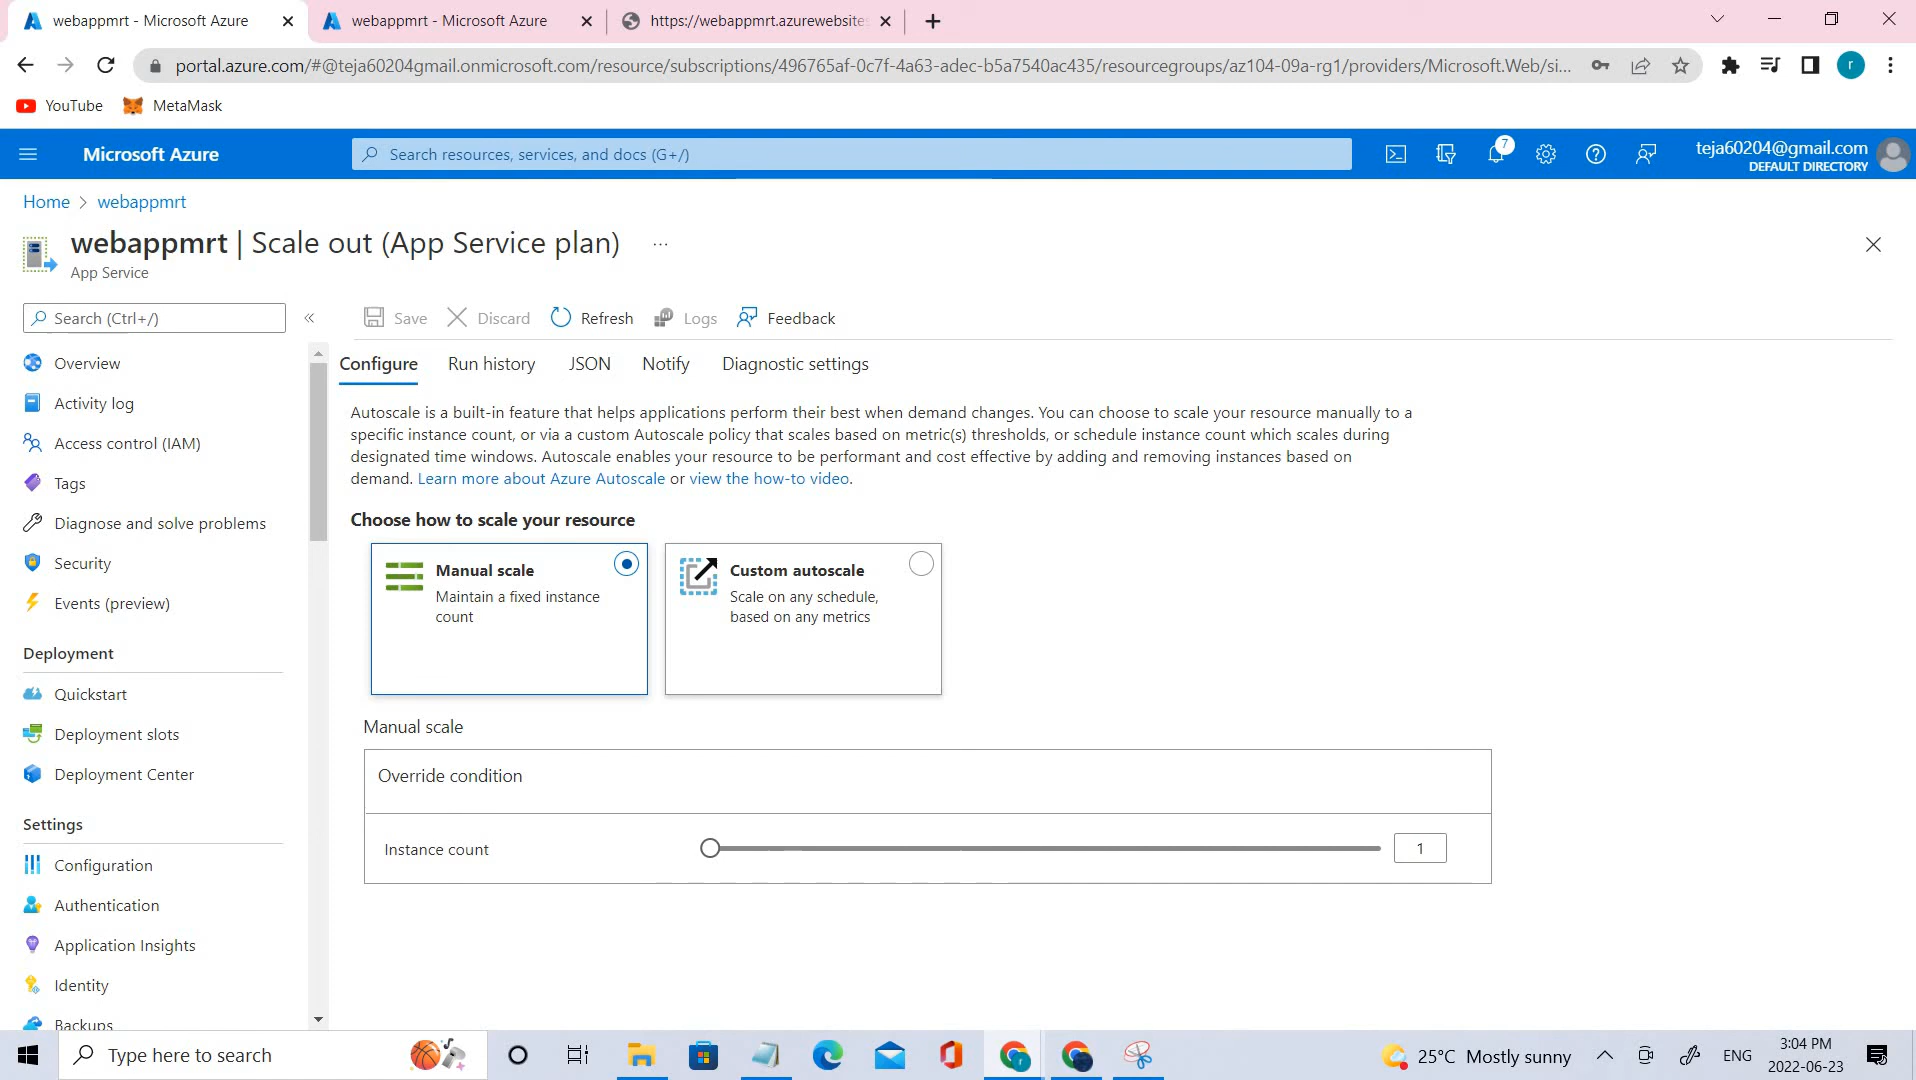 webappmrt - Microsoft Azure
webappmrt - Microsoft Azure
https://webappmrt.azurewebsite
portal.azure.com/#@teja60204gmail.onmicrosoft.com/resource/subscriptions/496765af-0c7f-4a63-adec-b5a7540ac435/resourcegroups/az104-09a-rg1/providers/Microsoft.Web/si...
r
YouTube
MetaMask
Microsoft Azure
Search resources, services, and docs (G+/)
7
teja60204@gmail.com
DEFAULT DIRECTORY
Home > webappmrt
webappmrt | Scale out (App Service plan) ...
App Service
Search (Ctrl+/)
«
Save
Discard
Refresh
Logs
Feedback
Overview
Activity log
Access control (IAM)
Tags
Diagnose and solve problems
Security
Events (preview)
Deployment
Quickstart
Deployment slots
Deployment Center
Settings
Configuration
Authentication
Application Insights
Identity
Backups
Configure
Run history
JSON
Notify
Diagnostic settings
Autoscale is a built-in feature that helps applications perform their best when demand changes. You can choose to scale your resource manually to a
specific instance count, or via a custom Autoscale policy that scales based on metric(s) thresholds, or schedule instance count which scales during
designated time windows. Autoscale enables your resource to be performant and cost effective by adding and removing instances based on
demand. Learn more about Azure Autoscale or view the how-to video.
Choose how to scale your resource
Manual scale
Maintain a fixed instance
count
Custom autoscale
Scale on any schedule,
based on any metrics
Manual scale
Override condition
Instance count
1
Type here to search
25°C Mostly sunny
ENG
3:04 PM
2022-06-23